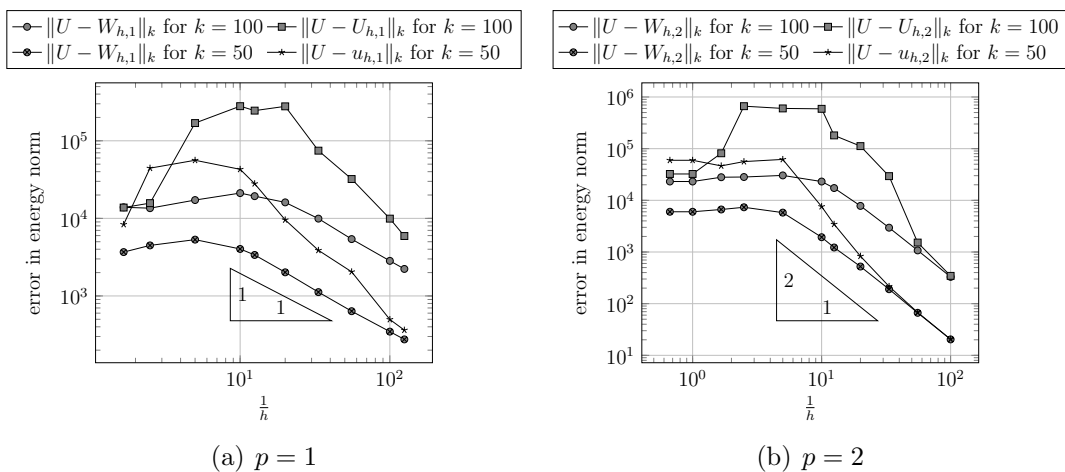 ‖U − W_{h,1}‖_k for k = 100 ‖U − U_{h,1}‖_k for k = 100
‖U − W_{h,1}‖_k for k = 50 ‖U − u_{h,1}‖_k for k = 50
error in energy norm
10^5
10^4
10^3
1
1
10^1 10^2
1/h
(a) p = 1
‖U − W_{h,2}‖_k for k = 100 ‖U − U_{h,2}‖_k for k = 100
‖U − W_{h,2}‖_k for k = 50 ‖U − u_{h,2}‖_k for k = 50
error in energy norm
10^6
10^5
10^4
10^3
10^2
10^1
2
1
10^0 10^1 10^2
1/h
(b) p = 2